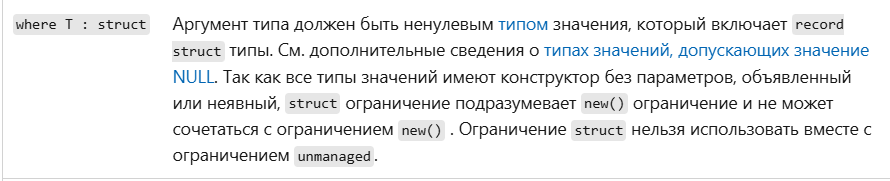 where T : struct Аргумент типа должен быть ненулевым типом значения, который включает record
struct типы. См. дополнительные сведения о типах значений, допускающих значение
NULL. Так как все типы значений имеют конструктор без параметров, объявленный
или неявный, struct ограничение подразумевает new() ограничение и не может
сочетаться с ограничением new() . Ограничение struct нельзя использовать вместе с
ограничением unmanaged.